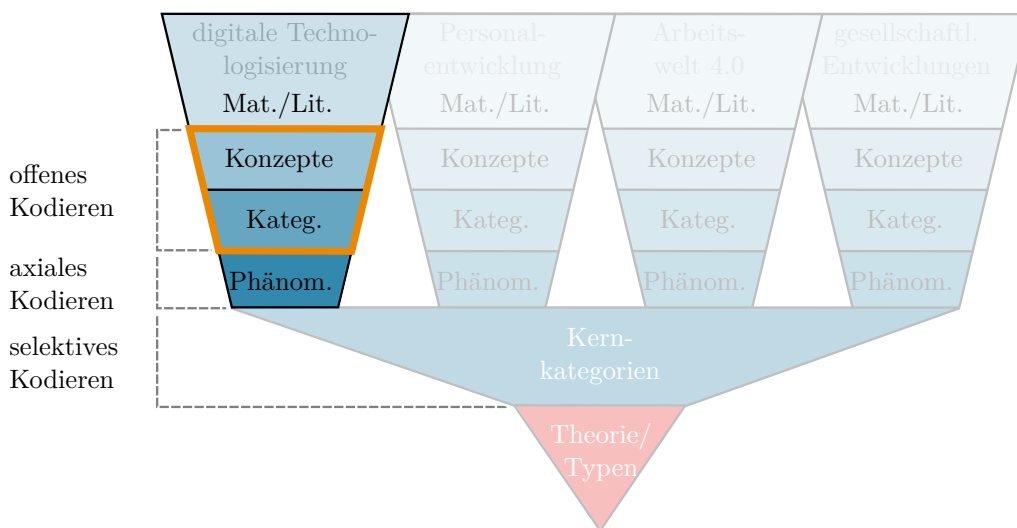 digitale Techno-
logisierung
Mat./Lit.
Konzepte
Kateg.
Phänom.
Personal-
entwicklung
Mat./Lit.
Konzepte
Kateg.
Phänom.
Arbeits-
welt 4.0
Mat./Lit.
Konzepte
Kateg.
Phänom.
gesellschaftl.
Entwicklungen
Mat./Lit.
Konzepte
Kateg.
Phänom.
offenes
Kodieren
axiales
Kodieren
selektives
Kodieren
Kern-
kategorien
Theorie/
Typen